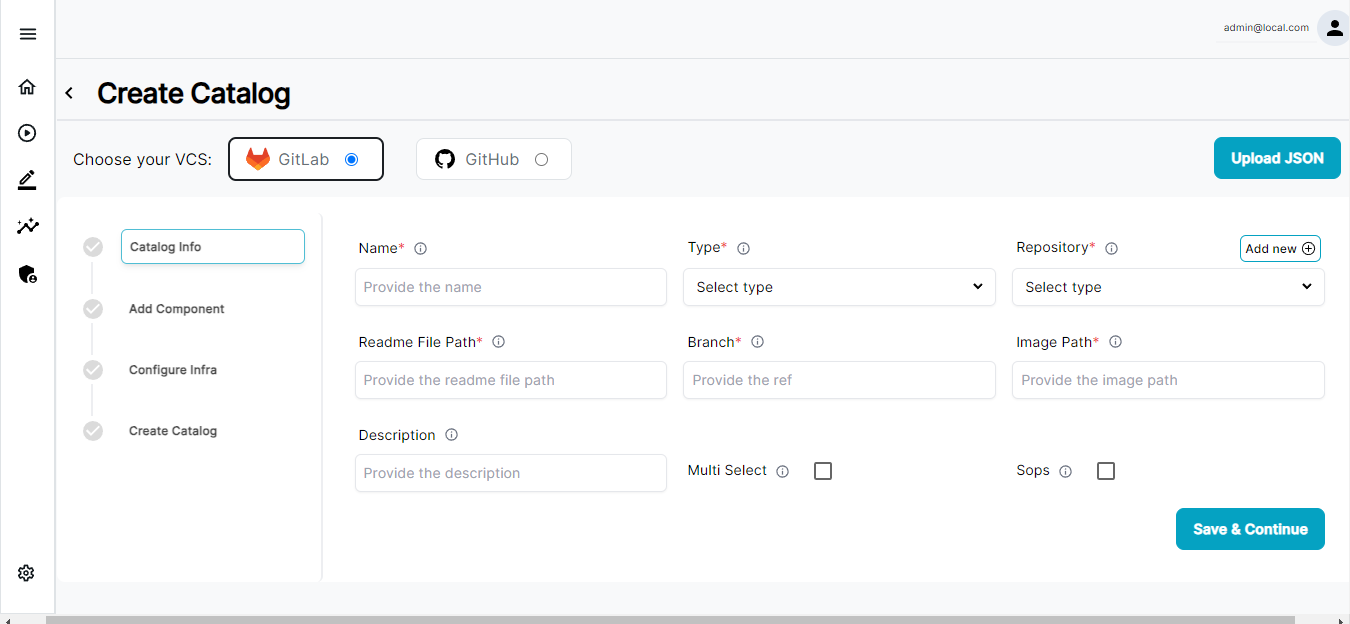 admin@local.com
Create Catalog
Choose your VCS: GitLab GitHub Upload JSON
Catalog Info
Add Component
Configure Infra
Create Catalog
Name* Type* Repository* Add new
Provide the name Select type Select type
Readme File Path* Branch* Image Path*
Provide the readme file path Provide the ref Provide the image path
Description
Provide the description Multi Select Sops
Save & Continue